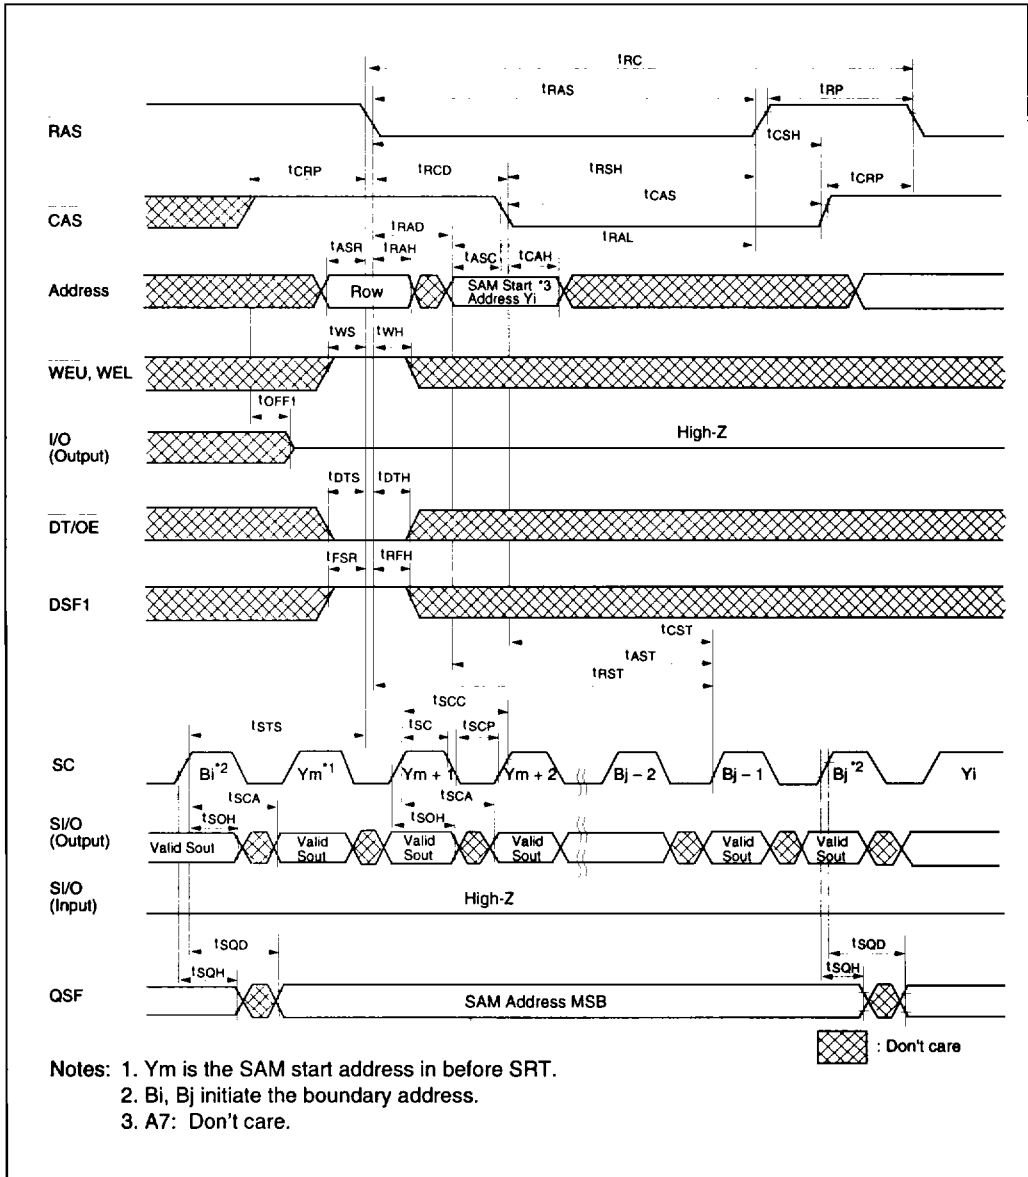 tRC
tRAS
tRP
RAS
tCSH
tCRP
tRCD
tRSH
tCRP
tCAS
CAS
tRAD
tRAL
tASR
tRAH
tASC
tCAH
Address
Row
SAM Start *3
Address Yi
tWS
tWH
WEU, WEL
tOFF1
I/O
(Output)
High-Z
tDTS
tDTH
DT/OE
tFSR
tRFH
DSF1
tCST
tAST
tRST
tSCC
tSTS
tSC
tSCP
SC
Bi*2
Ym*1
Ym + 1
Ym + 2
Bj – 2
Bj – 1
Bj*2
Yi
tSCA
tSCA
tSOH
tSOH
SI/O
(Output)
Valid Sout
Valid Sout
Valid Sout
Valid Sout
Valid Sout
Valid Sout
SI/O
(Input)
High-Z
tSQD
tSQD
tSQH
tSQH
QSF
SAM Address MSB
: Don't care
Notes: 1. Ym is the SAM start address in before SRT.
2. Bi, Bj initiate the boundary address.
3. A7: Don't care.